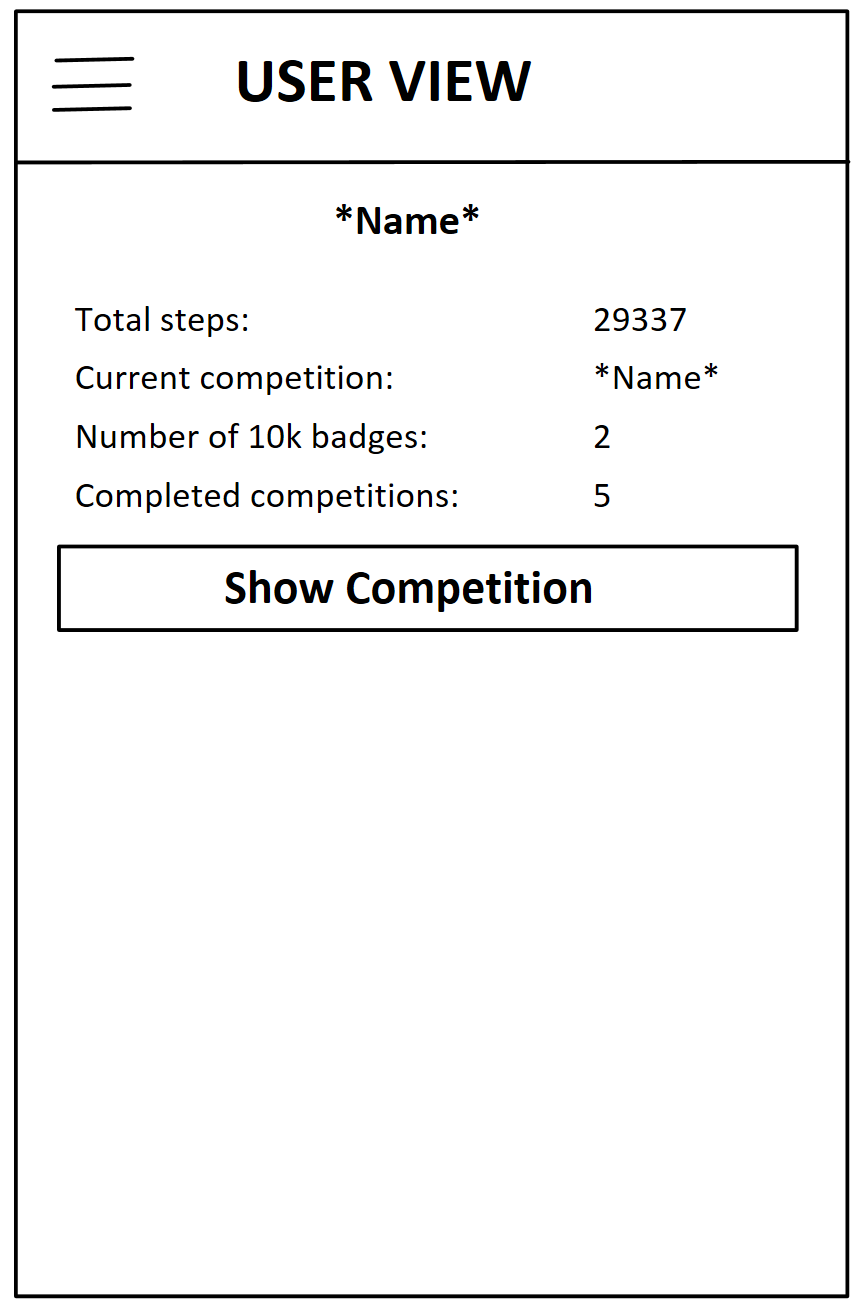 USER VIEW
*Name*
Total steps: 29337
Current competition: *Name*
Number of 10k badges: 2
Completed competitions: 5
Show Competition